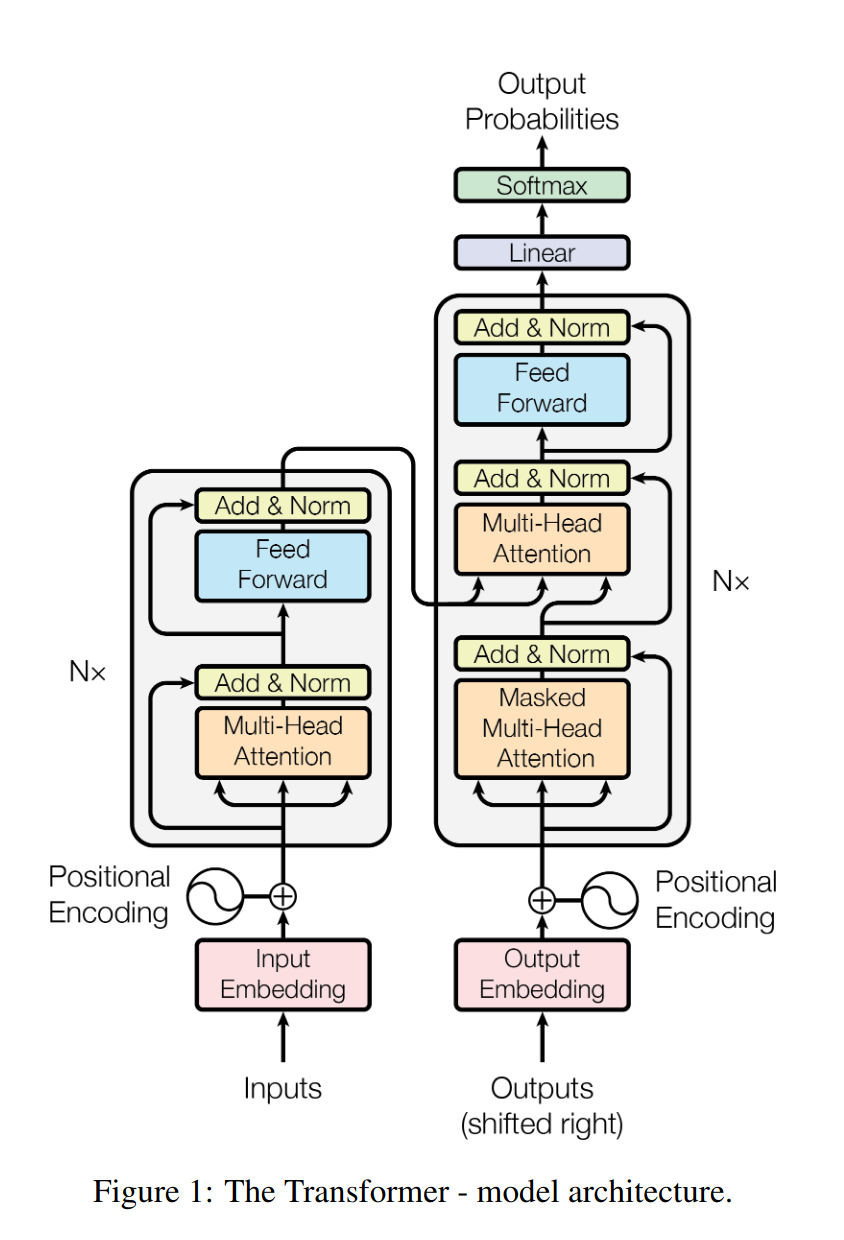 Output
Probabilities
Softmax
Linear
Add & Norm
Feed
Forward
Add & Norm
Multi-Head
Attention
Add & Norm
Masked
Multi-Head
Attention
Nx
Add & Norm
Feed
Forward
Add & Norm
Multi-Head
Attention
N×
Positional
Encoding
Positional
Encoding
Input
Embedding
Output
Embedding
Inputs
Outputs
(shifted right)
Figure 1: The Transformer - model architecture.